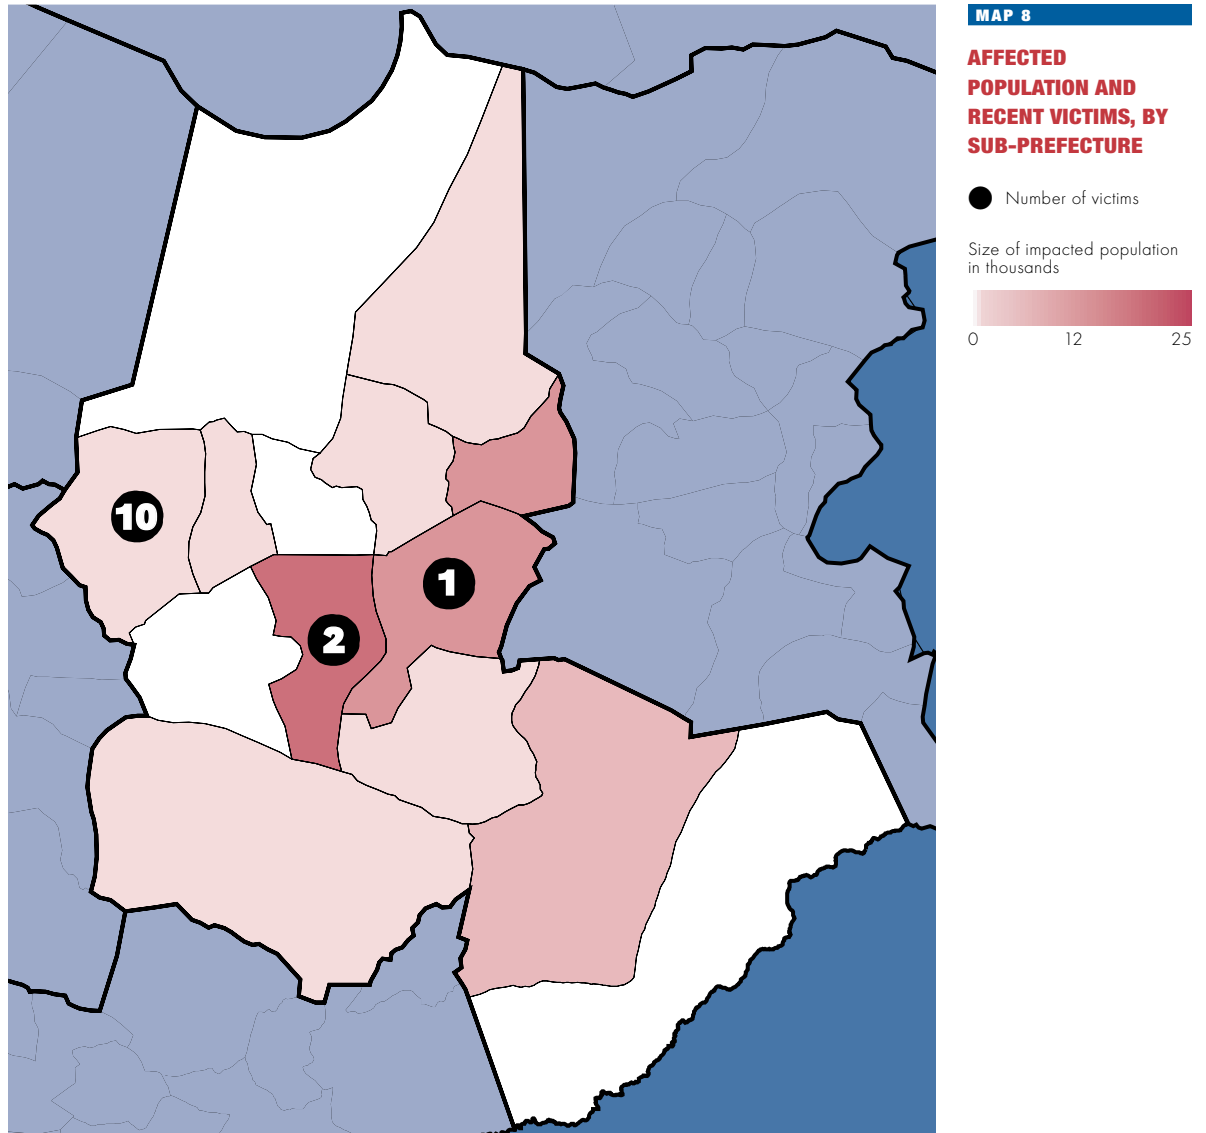 MAP 8
AFFECTED
POPULATION AND
RECENT VICTIMS, BY
SUB-PREFECTURE
Number of victims
Size of impacted population
in thousands
0 12 25
10
1
2